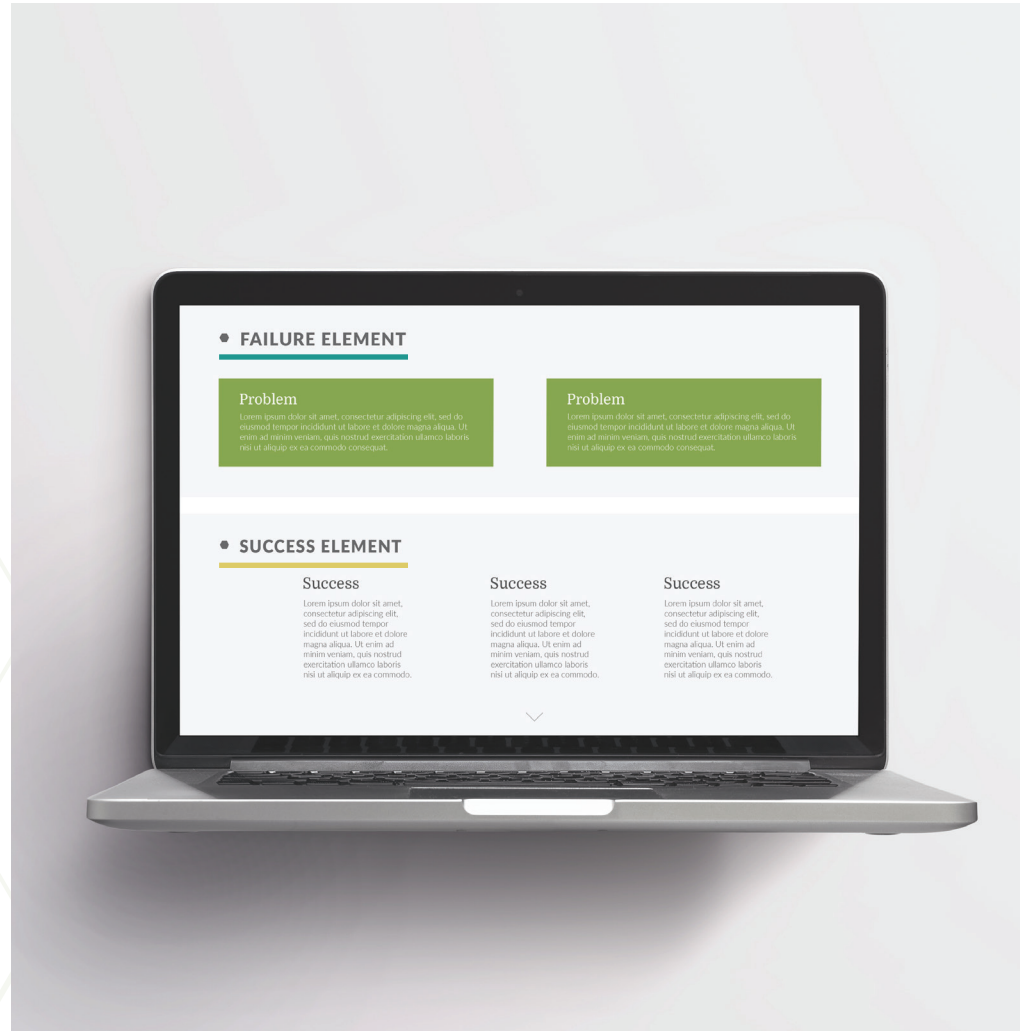 FAILURE ELEMENT
Problem
Lorem ipsum dolor sit amet, consectetur adipiscing elit, sed do
eiusmod tempor incididunt ut labore et dolore magna aliqua. Ut
enim ad minim veniam, quis nostrud exercitation ullamco laboris
nisi ut aliquip ex ea commodo consequat.
Problem
Lorem ipsum dolor sit amet, consectetur adipiscing elit, sed do
eiusmod tempor incididunt ut labore et dolore magna aliqua. Ut
enim ad minim veniam, quis nostrud exercitation ullamco laboris
nisi ut aliquip ex ea commodo consequat.
SUCCESS ELEMENT
Success
Lorem ipsum dolor sit amet,
consectetur adipiscing elit,
sed do eiusmod tempor
incididunt ut labore et dolore
magna aliqua. Ut enim ad
minim veniam, quis nostrud
exercitation ullamco laboris
nisi ut aliquip ex ea commodo.
Success
Lorem ipsum dolor sit amet,
consectetur adipiscing elit,
sed do eiusmod tempor
incididunt ut labore et dolore
magna aliqua. Ut enim ad
minim veniam, quis nostrud
exercitation ullamco laboris
nisi ut aliquip ex ea commodo.
Success
Lorem ipsum dolor sit amet,
consectetur adipiscing elit,
sed do eiusmod tempor
incididunt ut labore et dolore
magna aliqua. Ut enim ad
minim veniam, quis nostrud
exercitation ullamco laboris
nisi ut aliquip ex ea commodo.